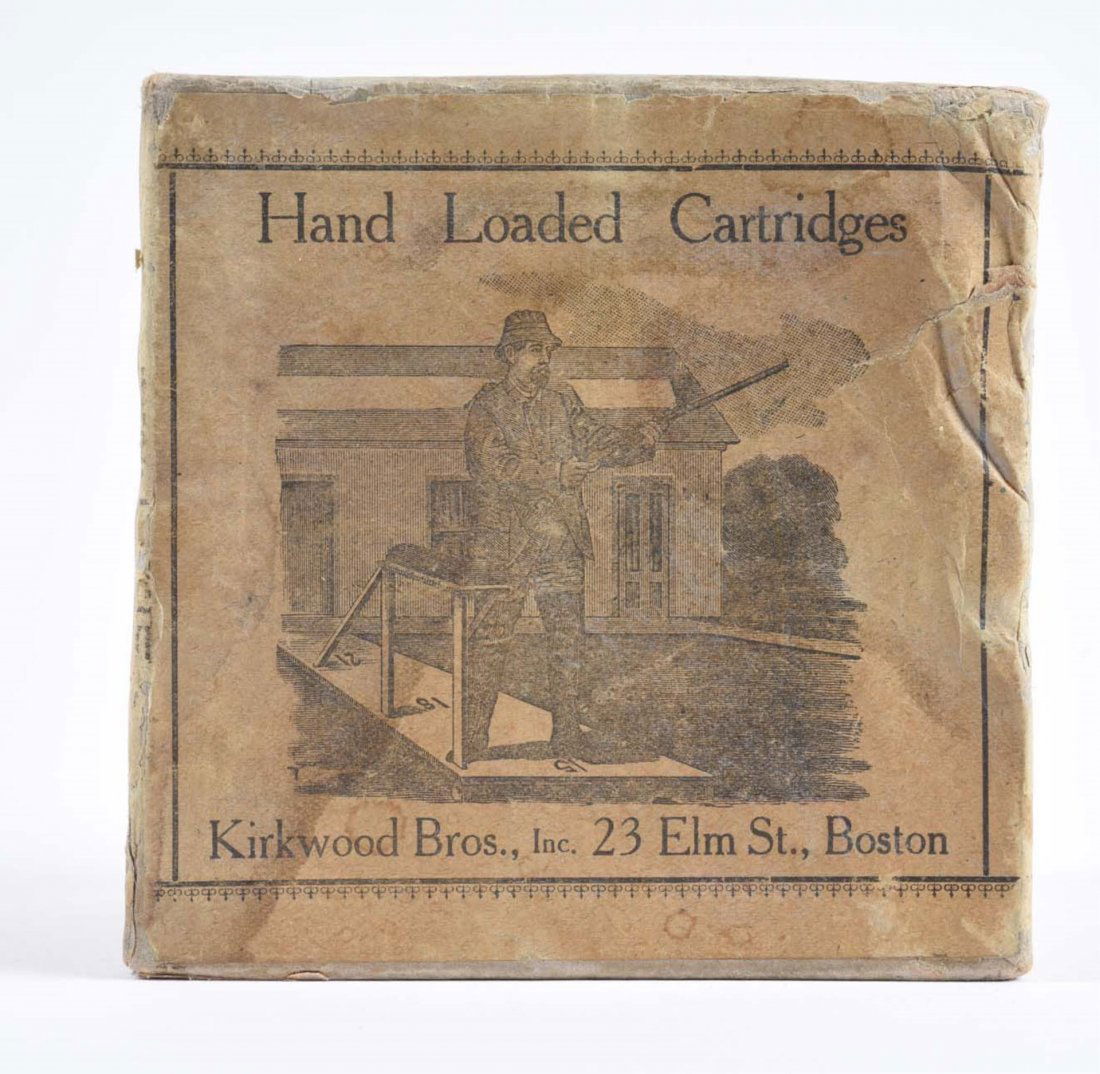 Hand Loaded Cartridges
Kirkwood Bros., Inc. 23 Elm St., Boston